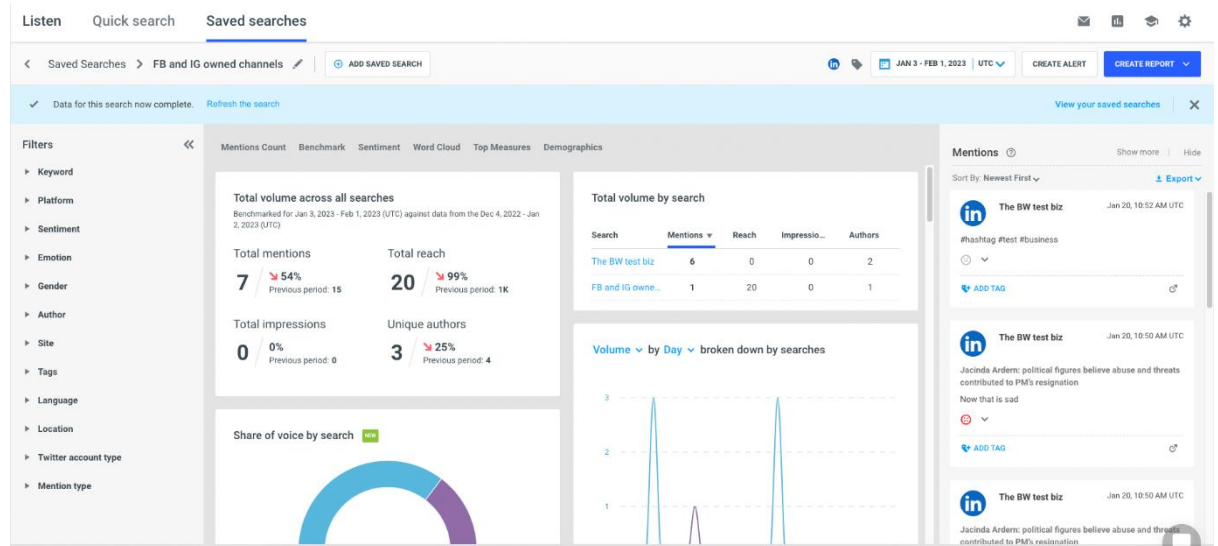 Listen Quick search Saved searches
Saved Searches FB and IG owned channels ADD SAVED SEARCH JAN 3 - FEB 1, 2023 UTC CREATE ALERT CREATE REPORT
Data for this search now complete. Refresh the search View your saved searches
Filters
Keyword
Platform
Sentiment
Emotion
Gender
Author
Site
Tags
Language
Location
Twitter account type
Mention type
Mentions Count Benchmark Sentiment Word Cloud Top Measures Demographics
Total volume across all searches
Benchmarked for Jan 3, 2023 - Feb 1, 2023 (UTC) against data from the Dec 4, 2022 - Jan
2, 2023 (UTC)
Total mentions Total reach
7 54% 20 99%
Previous period: 15 Previous period: 1K
Total impressions Unique authors
0 0% 3 25%
Previous period: 0 Previous period: 4
Share of voice by search NEW
Total volume by search
Search Mentions Reach Impressio... Authors
The BW test biz 6 0 0 2
FB and IG owne... 1 20 0 1
Volume by Day broken down by searches
3
2
1
Mentions Show more Hide
Sort By: Newest First Export
in The BW test biz Jan 20, 10:52 AM UTC
#hashtag #test #business
ADD TAG
in The BW test biz Jan 20, 10:50 AM UTC
Jacinda Ardern: political figures believe abuse and threats
contributed to PM's resignation
Now that is sad
ADD TAG
in The BW test biz Jan 20, 10:50 AM UTC
Jacinda Ardern: political figures believe abuse and threats
contributed to PM's resignation